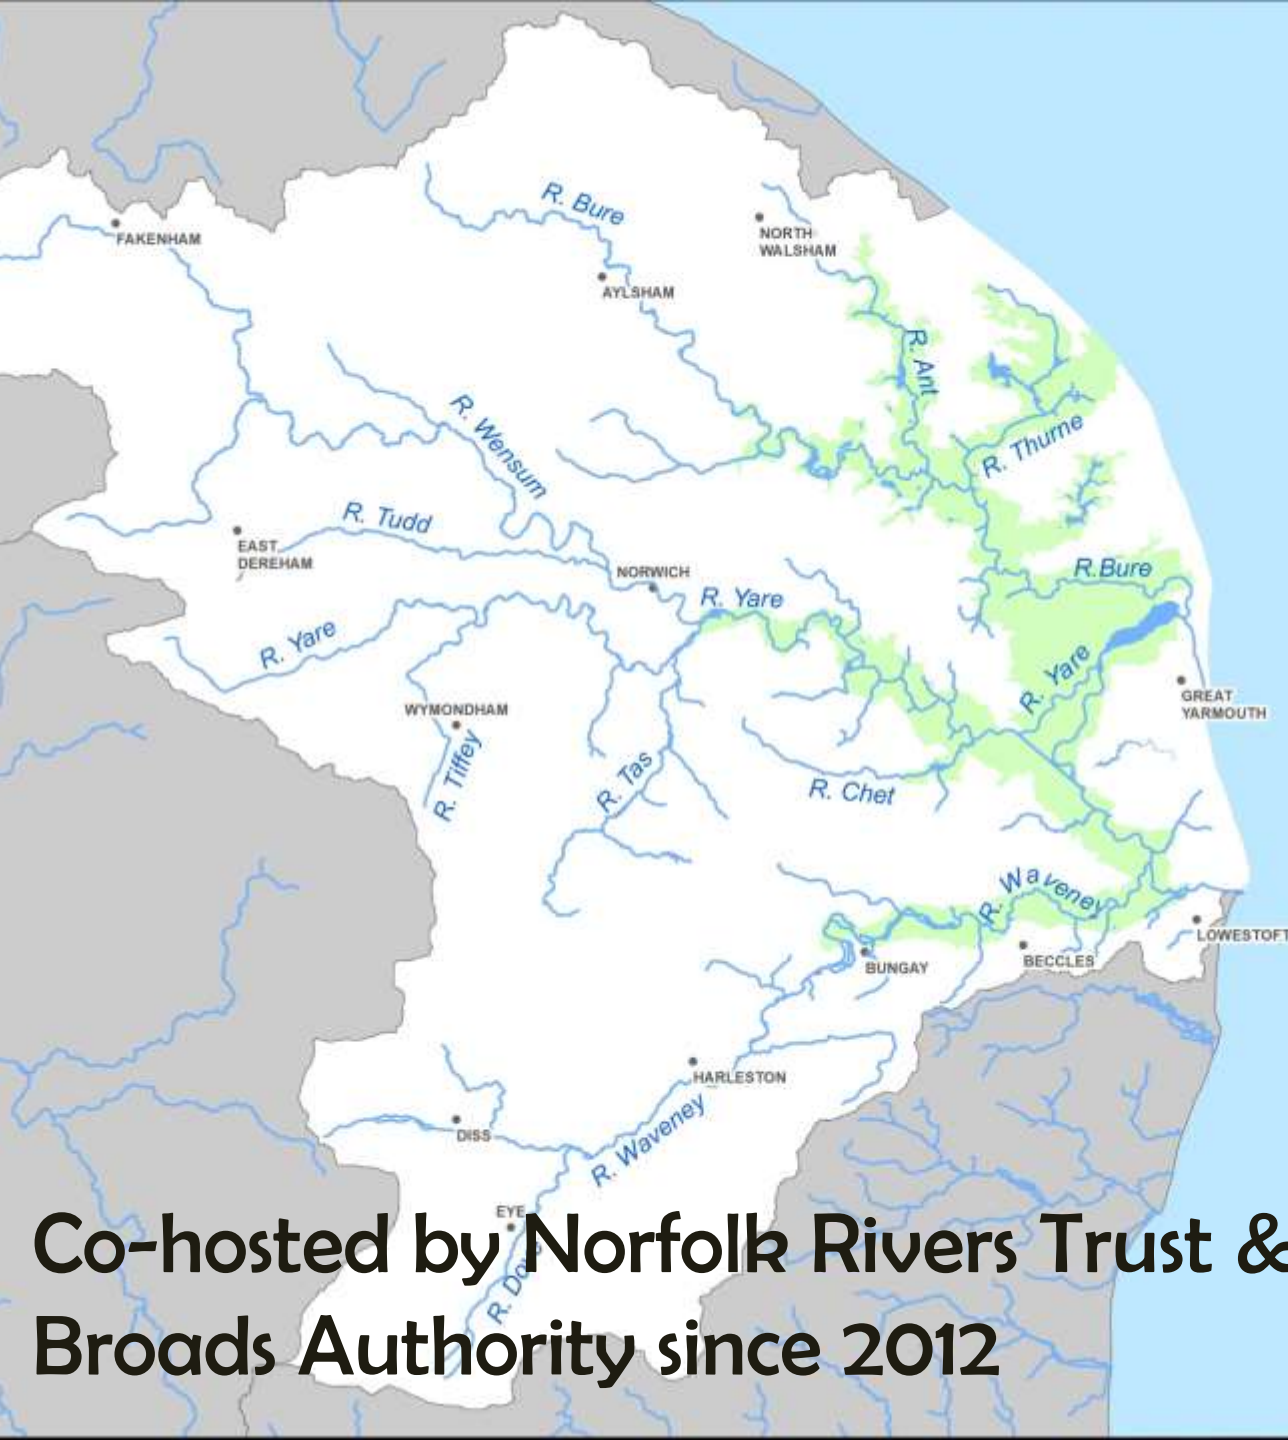 R. Bure
NORTH
WALSHAM
FAKENHAM
AYLSHAM
R. Ant
R. Wensum
R. Thurne
R. Tudd
EAST
DEREHAM
NORWICH
R.Bure
R. Yare
R. Yare
R. Yare
GREAT
YARMOUTH
WYMONDHAM
R. Tiffey
R. Tas
R. Chet
R. Waveney
LOWESTOFT
BUNGAY
BECCLES
HARLESTON
DISS
R. Waveney
EYE
R. Dove
Co-hosted by Norfolk Rivers Trust &
Broads Authority since 2012